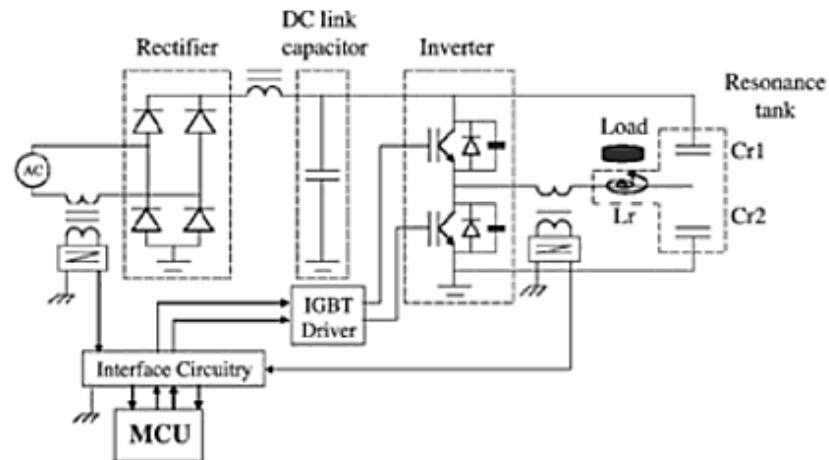 DC link
Rectifier
capacitor
Inverter
Resonance
tank
Load
Cr1
AC
Lr
Cr2
IGBT
Driver
Interface Circuitry
MCU